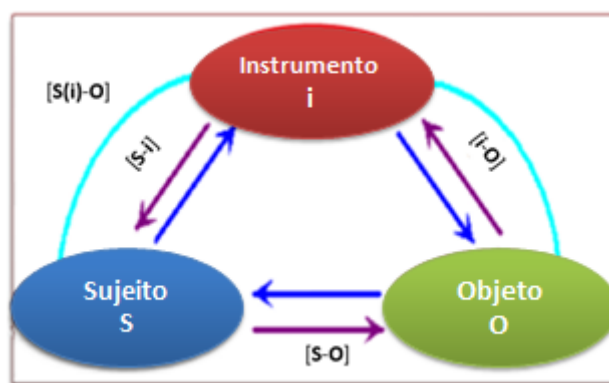 Instrumento
i
[S(i)-O]
[S-i]
[i-O]
Sujeito
S
Objeto
O
[S-O]